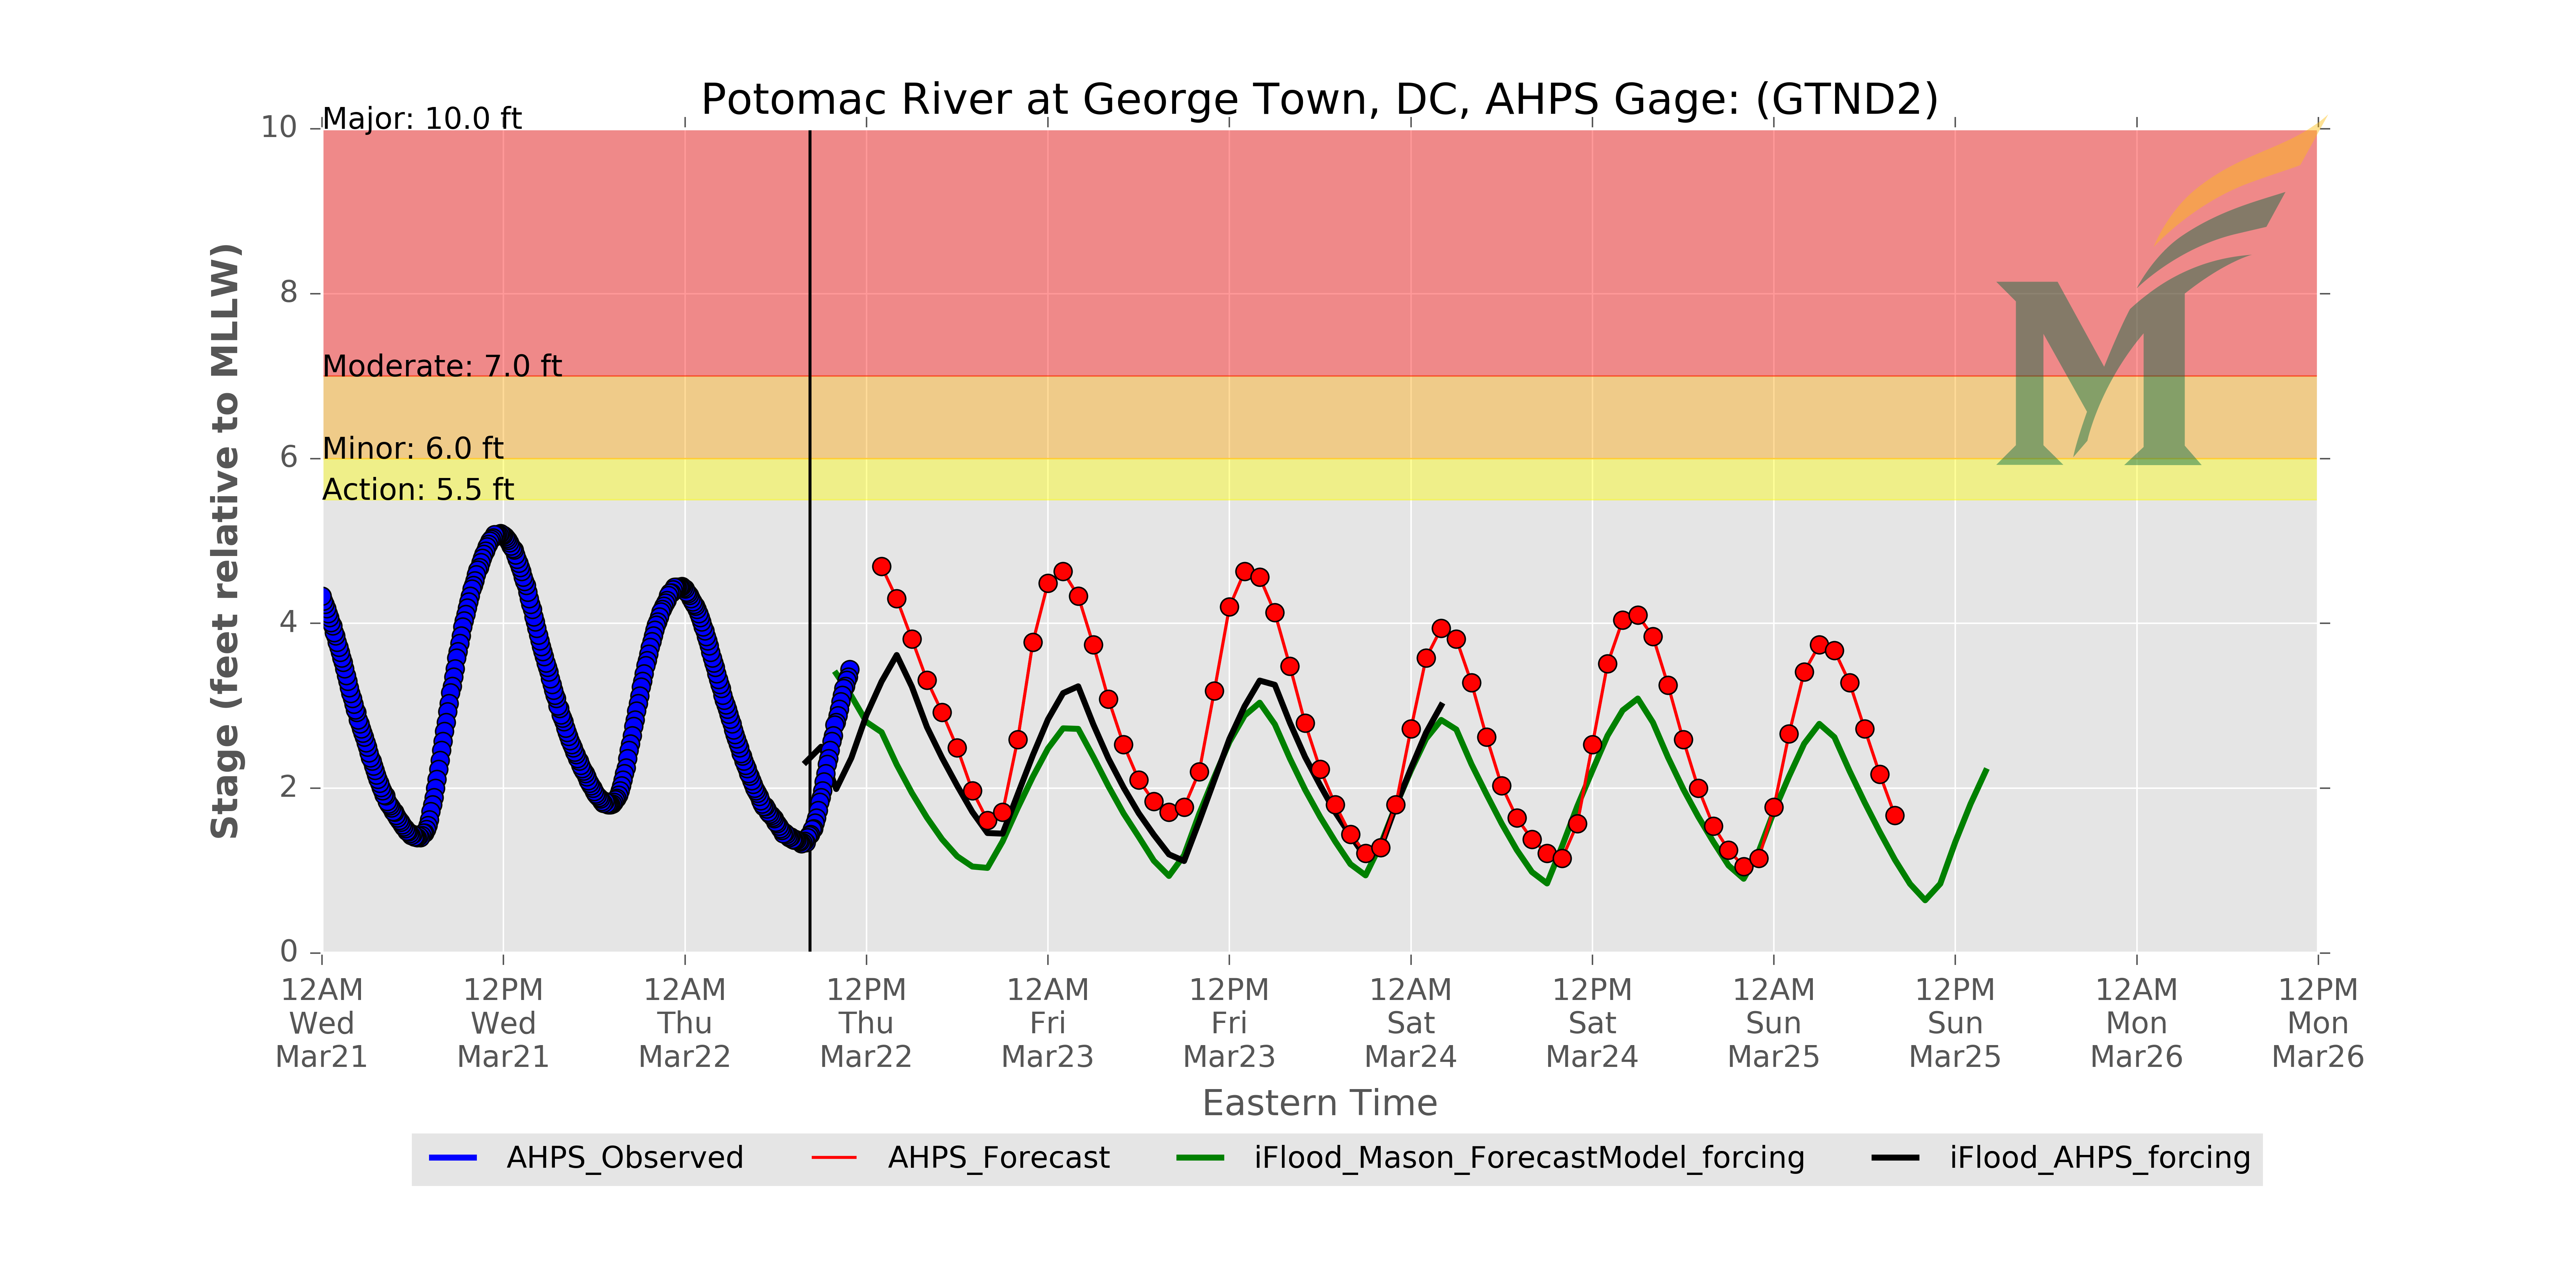 Potomac River at George Town, DC, AHPS Gage: (GTND2)
Stage (feet relative to MLLW)
10
8
6
4
2
0
Major: 10.0 ft
Moderate: 7.0 ft
Minor: 6.0 ft
Action: 5.5 ft
12AM 12PM 12AM 12PM 12AM 12PM 12AM 12PM 12AM 12PM 12AM 12PM
Wed Wed Thu Thu Fri Fri Sat Sat Sun Sun Mon Mon
Mar21 Mar21 Mar22 Mar22 Mar23 Mar23 Mar24 Mar24 Mar25 Mar25 Mar26 Mar26
Eastern Time
AHPS_Observed AHPS_Forecast iFlood_Mason_ForecastModel_forcing iFlood_AHPS_forcing
M